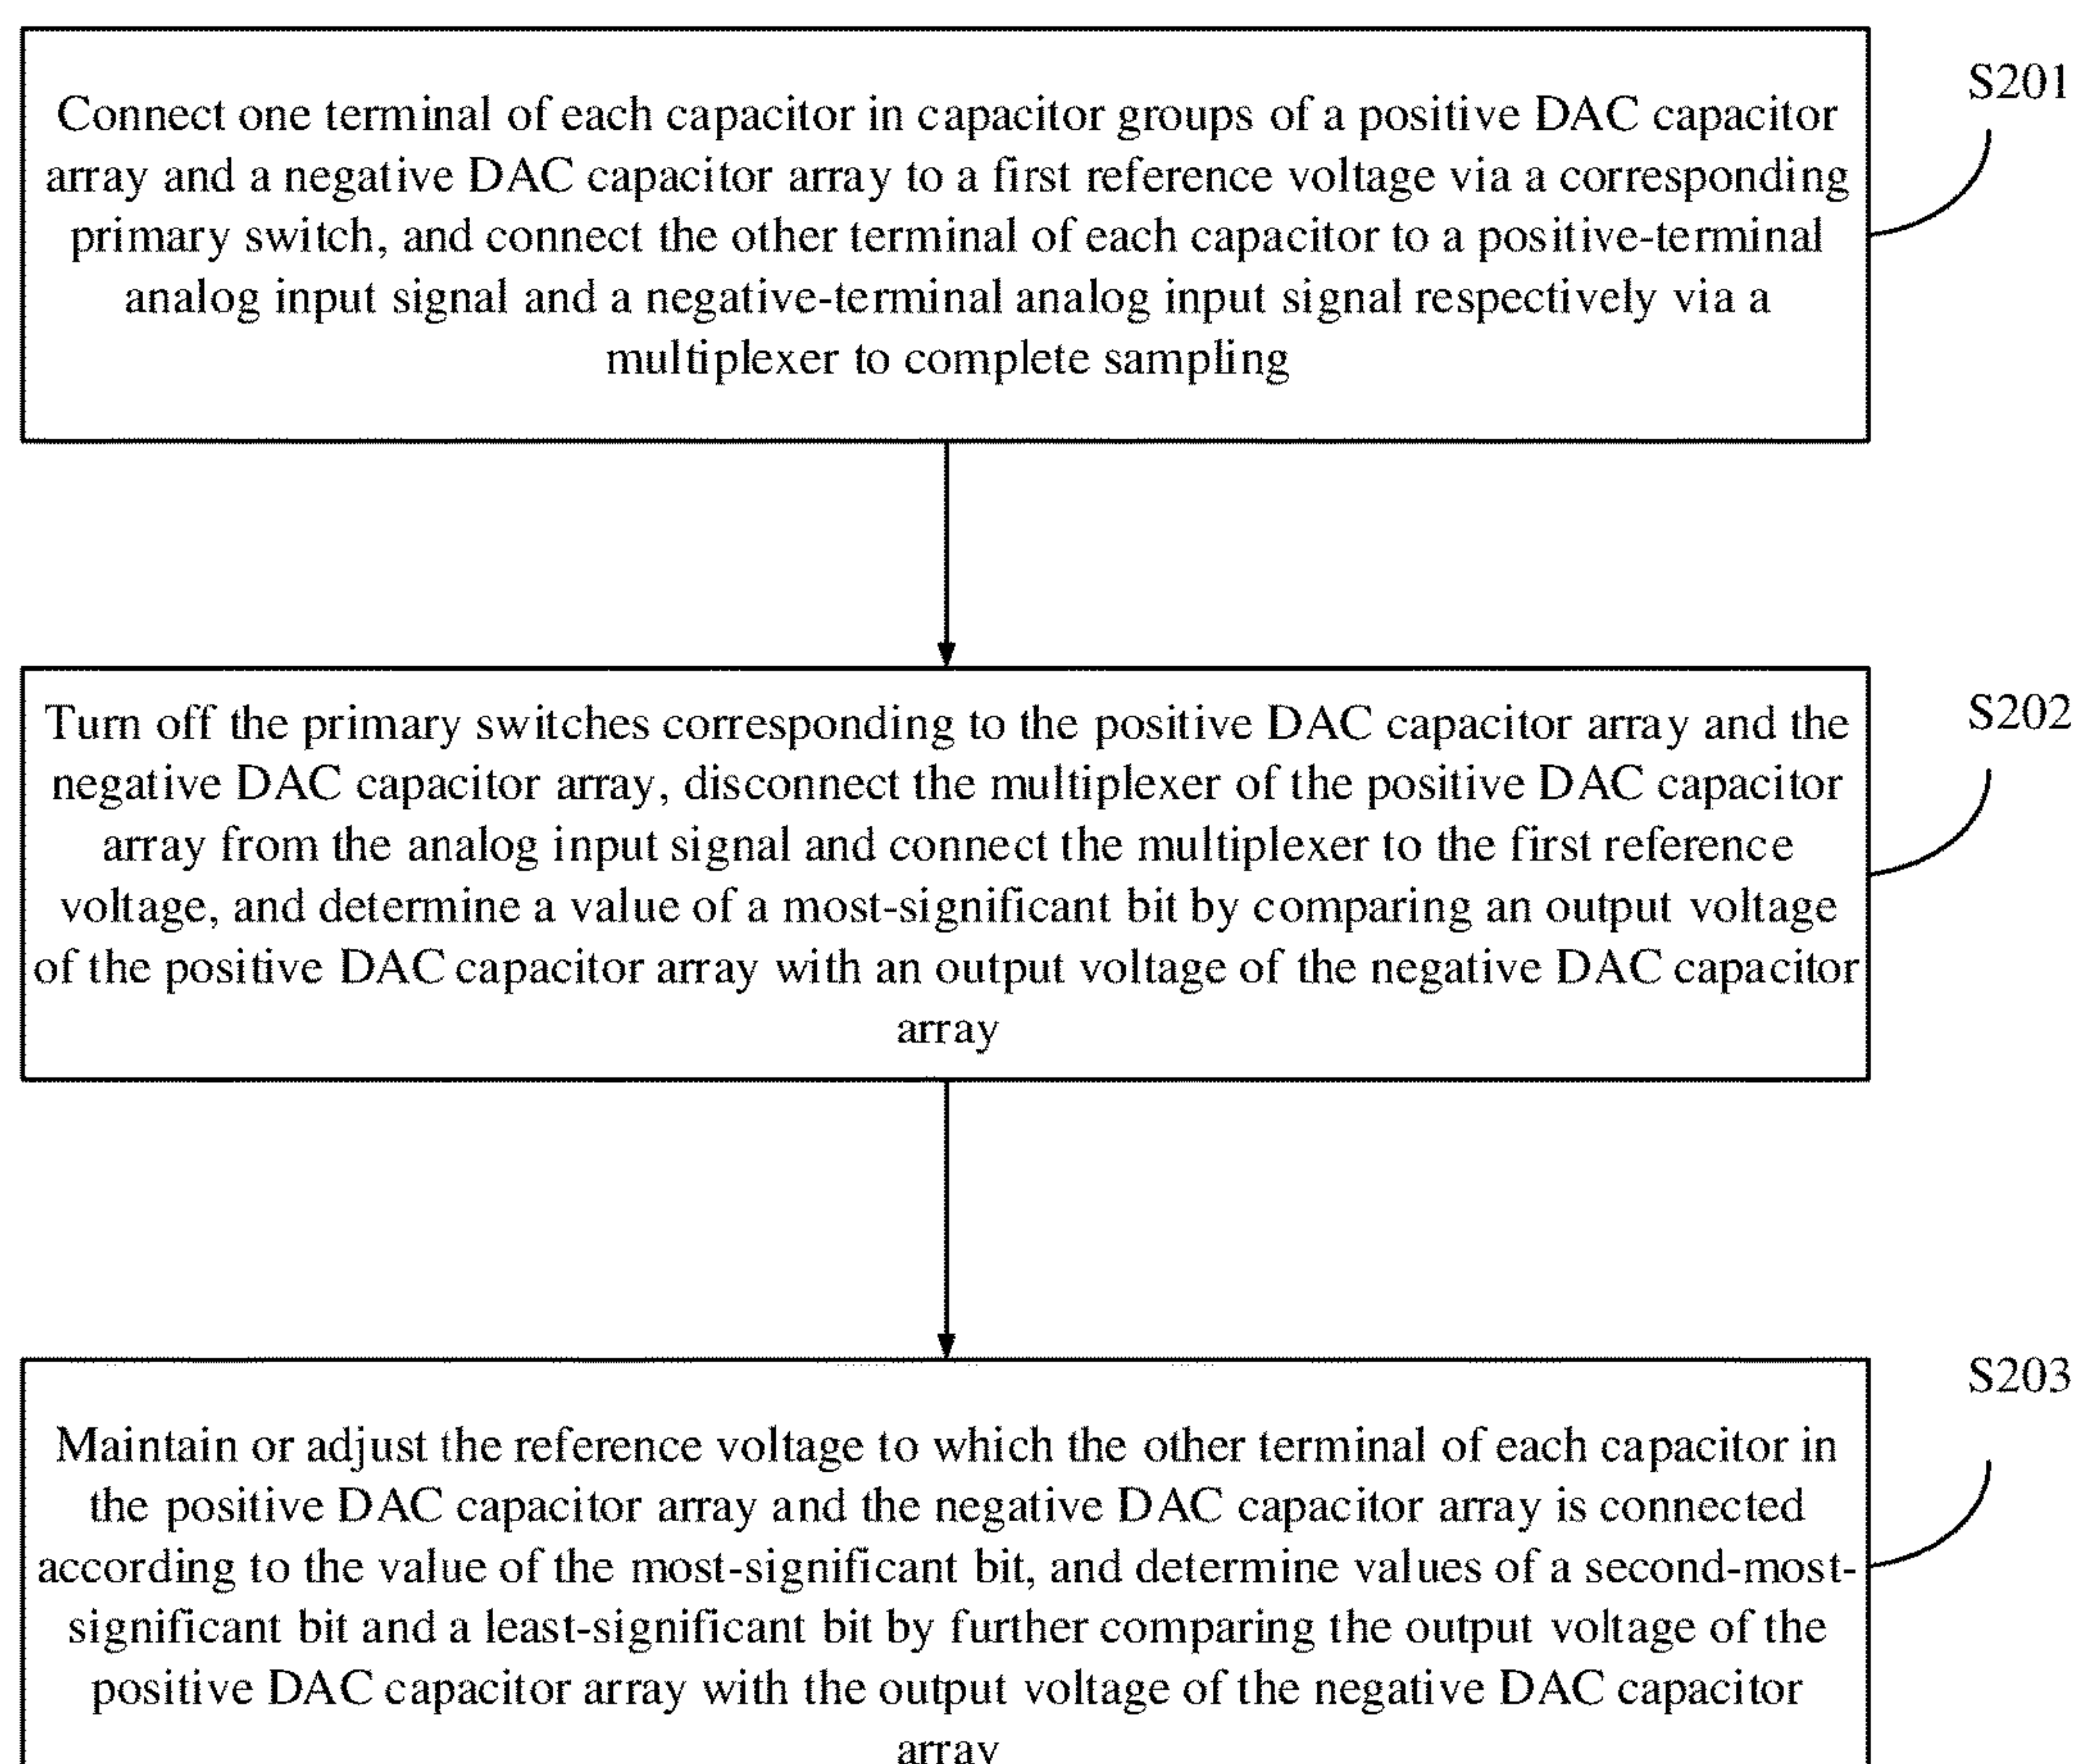 Connect one terminal of each capacitor in capacitor groups of a positive DAC capacitor
array and a negative DAC capacitor array to a first reference voltage via a corresponding
primary switch, and connect the other terminal of each capacitor to a positive-terminal
analog input signal and a negative-terminal analog input signal respectively via a
multiplexer to complete sampling
S201
Turn off the primary switches corresponding to the positive DAC capacitor array and the
negative DAC capacitor array, disconnect the multiplexer of the positive DAC capacitor
array from the analog input signal and connect the multiplexer to the first reference
voltage, and determine a value of a most-significant bit by comparing an output voltage
of the positive DAC capacitor array with an output voltage of the negative DAC capacitor
array
S202
Maintain or adjust the reference voltage to which the other terminal of each capacitor in
the positive DAC capacitor array and the negative DAC capacitor array is connected
according to the value of the most-significant bit, and determine values of a second-most-
significant bit and a least-significant bit by further comparing the output voltage of the
positive DAC capacitor array with the output voltage of the negative DAC capacitor
array
S203